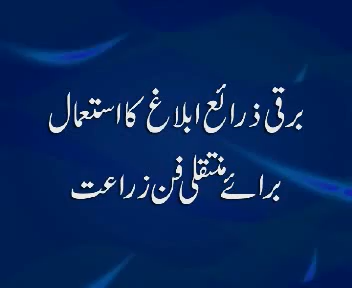 برقی ذرائع ابلاغ کا استعمال
برائے منتقلی فن زراعت